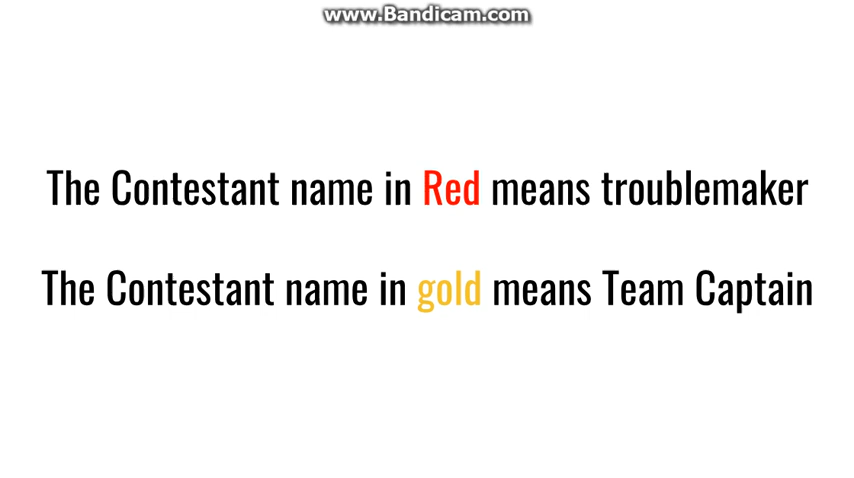 www.Bandicam.com
The Contestant name in Red means troublemaker
The Contestant name in gold means Team Captain